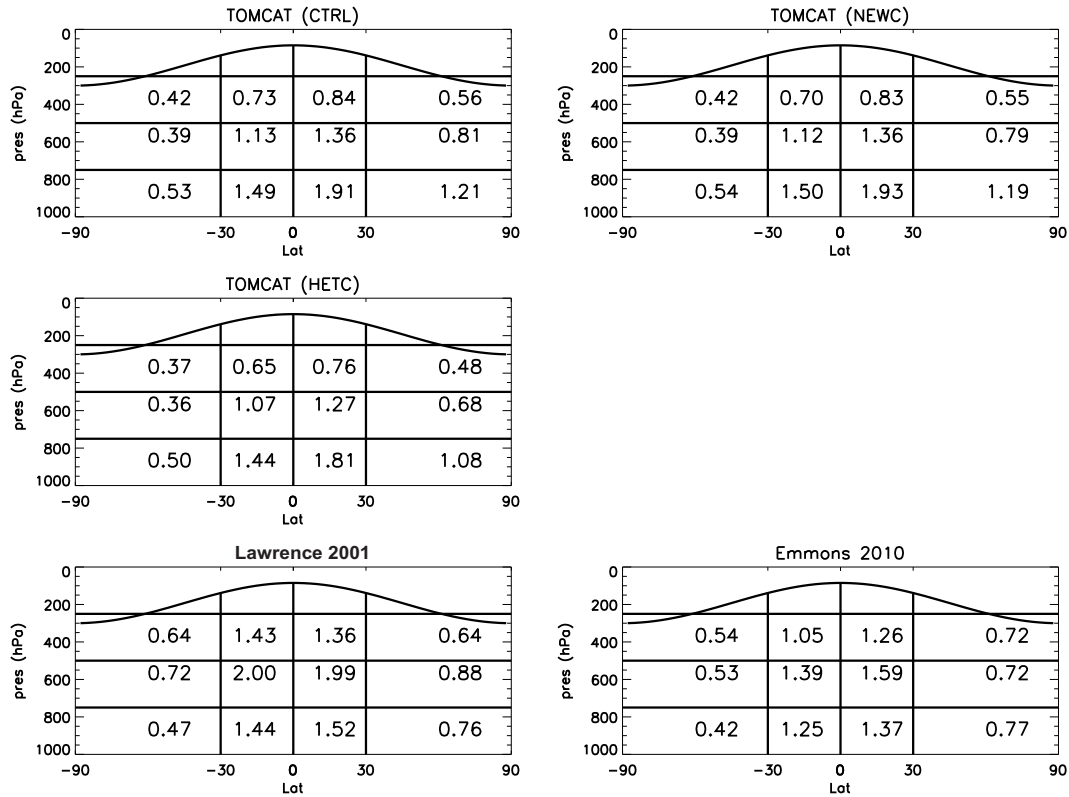 TOMCAT (CTRL)
0
200
400
600
800
1000
pres (hPa)
0.42 0.73 0.84 0.56
0.39 1.13 1.36 0.81
0.53 1.49 1.91 1.21
−90 −30 0 30 90
Lat
TOMCAT (NEWC)
0
200
400
600
800
1000
pres (hPa)
0.42 0.70 0.83 0.55
0.39 1.12 1.36 0.79
0.54 1.50 1.93 1.19
−90 −30 0 30 90
Lat
TOMCAT (HETC)
0
200
400
600
800
1000
pres (hPa)
0.37 0.65 0.76 0.48
0.36 1.07 1.27 0.68
0.50 1.44 1.81 1.08
−90 −30 0 30 90
Lat
Lawrence 2001
0
200
400
600
800
1000
pres (hPa)
0.64 1.43 1.36 0.64
0.72 2.00 1.99 0.88
0.47 1.44 1.52 0.76
−90 −30 0 30 90
Lat
Emmons 2010
0
200
400
600
800
1000
pres (hPa)
0.54 1.05 1.26 0.72
0.53 1.39 1.59 0.72
0.42 1.25 1.37 0.77
−90 −30 0 30 90
Lat